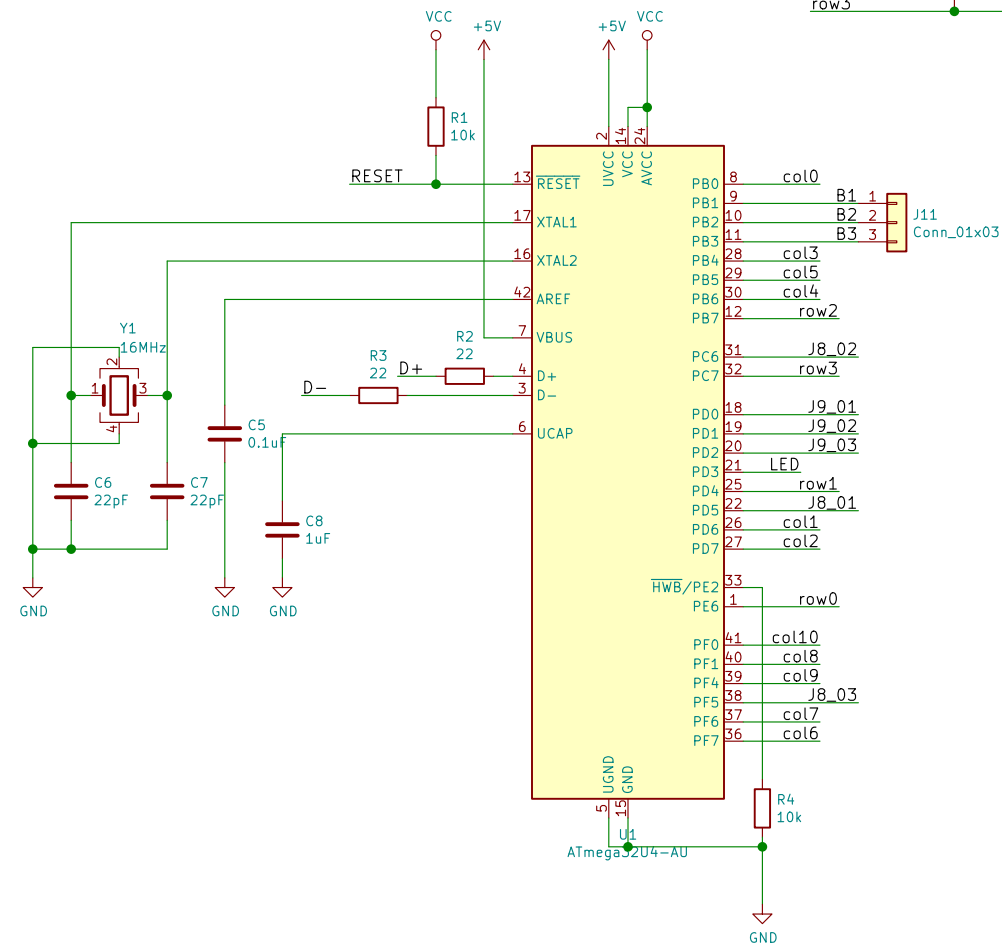 row3
VCC
+5V
+5V
VCC
R1
10k
2
14
24
UVCC
VCC
AVCC
RESET
13
RESET
17
XTAL1
16
XTAL2
42
AREF
7
VBUS
4
D+
3
D-
6
UCAP
Y1
16MHz
2
1
3
4
R3
22
D+
R2
22
D-
C5
0.1uF
C6
22pF
C7
22pF
C8
1uF
GND
GND
GND
PB0
8
col0
PB1
9
B1
1
PB2
10
B2
2
PB3
11
B3
3
J11
Conn_01x03
PB4
28
col3
PB5
29
col5
PB6
30
col4
PB7
12
row2
PC6
31
J8_02
PC7
32
row3
PD0
18
J9_01
PD1
19
J9_02
PD2
20
J9_03
PD3
21
LED
PD4
25
row1
PD5
22
J8_01
PD6
26
col1
PD7
27
col2
HWB/PE2
33
PE6
1
row0
PF0
41
col10
PF1
40
col8
PF4
39
col9
PF5
38
J8_03
PF6
37
col7
PF7
36
col6
UGND
GND
5
15
U1
ATmega32U4-AU
R4
10k
GND